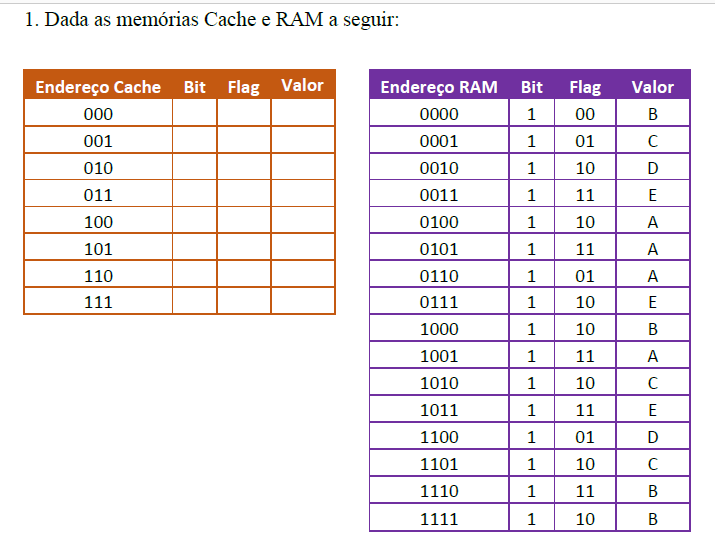 1. Dada as memórias Cache e RAM a seguir:
Endereço Cache Bit Flag Valor
000
001
010
011
100
101
110
111
Endereço RAM Bit Flag Valor
0000 1 00 B
0001 1 01 C
0010 1 10 D
0011 1 11 E
0100 1 10 A
0101 1 11 A
0110 1 01 A
0111 1 10 E
1000 1 10 B
1001 1 11 A
1010 1 10 C
1011 1 11 E
1100 1 01 D
1101 1 10 C
1110 1 11 B
1111 1 10 B